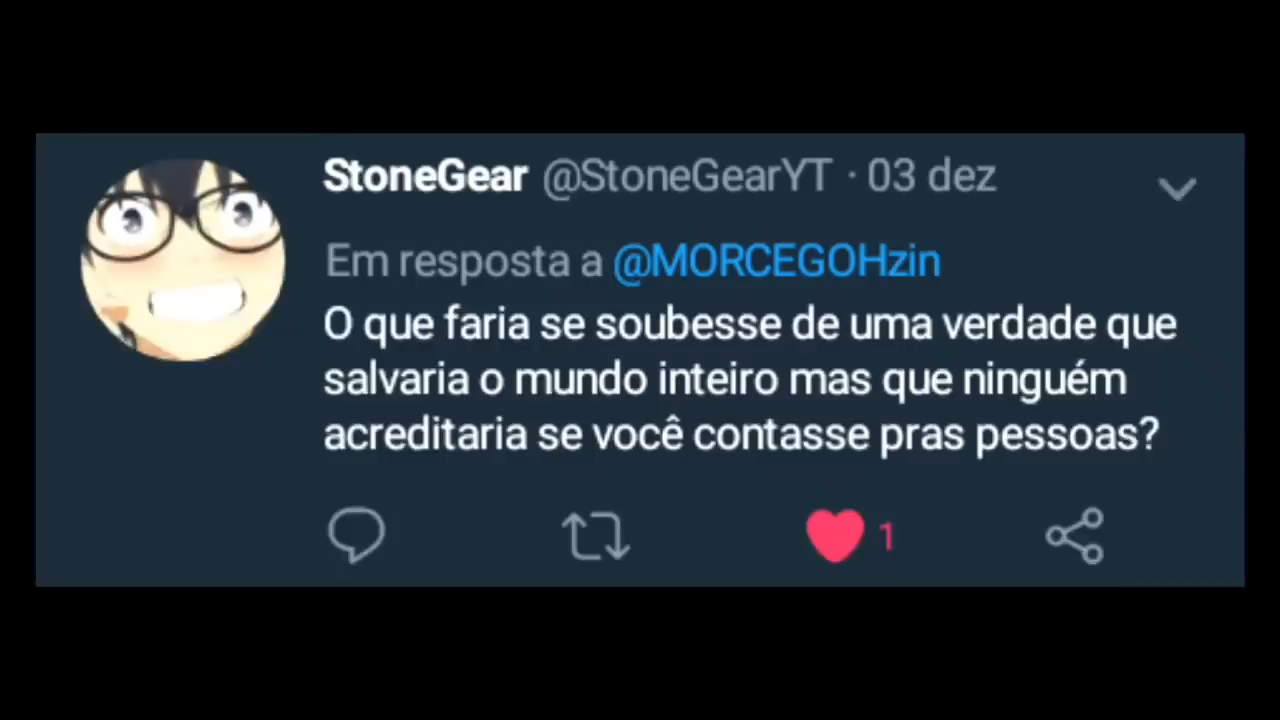 StoneGear @StoneGearYT · 03 dez
Em resposta a @MORCEGOHzin
O que faria se soubesse de uma verdade que
salvaria o mundo inteiro mas que ninguém
acreditaria se você contasse pras pessoas?
1